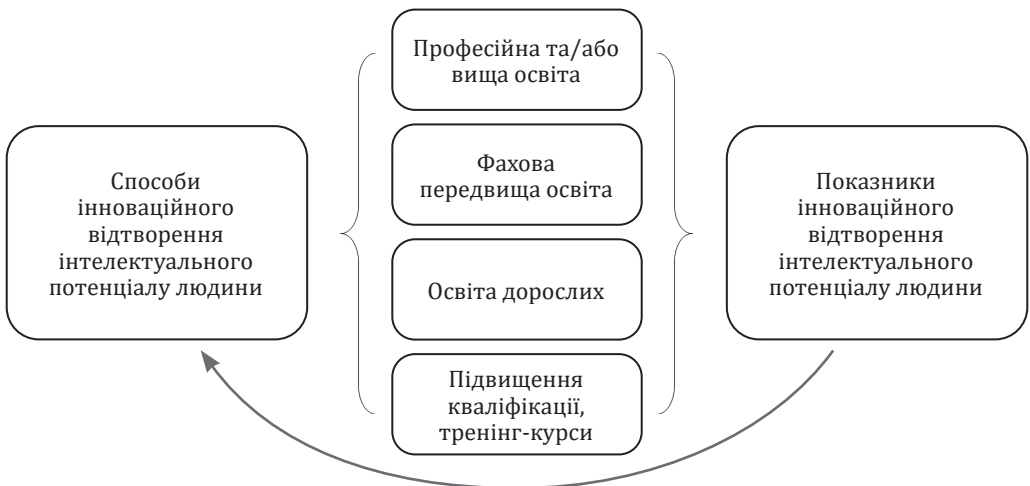 Способи
інноваційного
відтворення
інтелектуального
потенціалу людини
Професійна та/або
вища освіта
Фахова
передвища освіта
Освіта дорослих
Підвищення
кваліфікації,
тренінг-курси
Показники
інноваційного
відтворення
інтелектуального
потенціалу людини